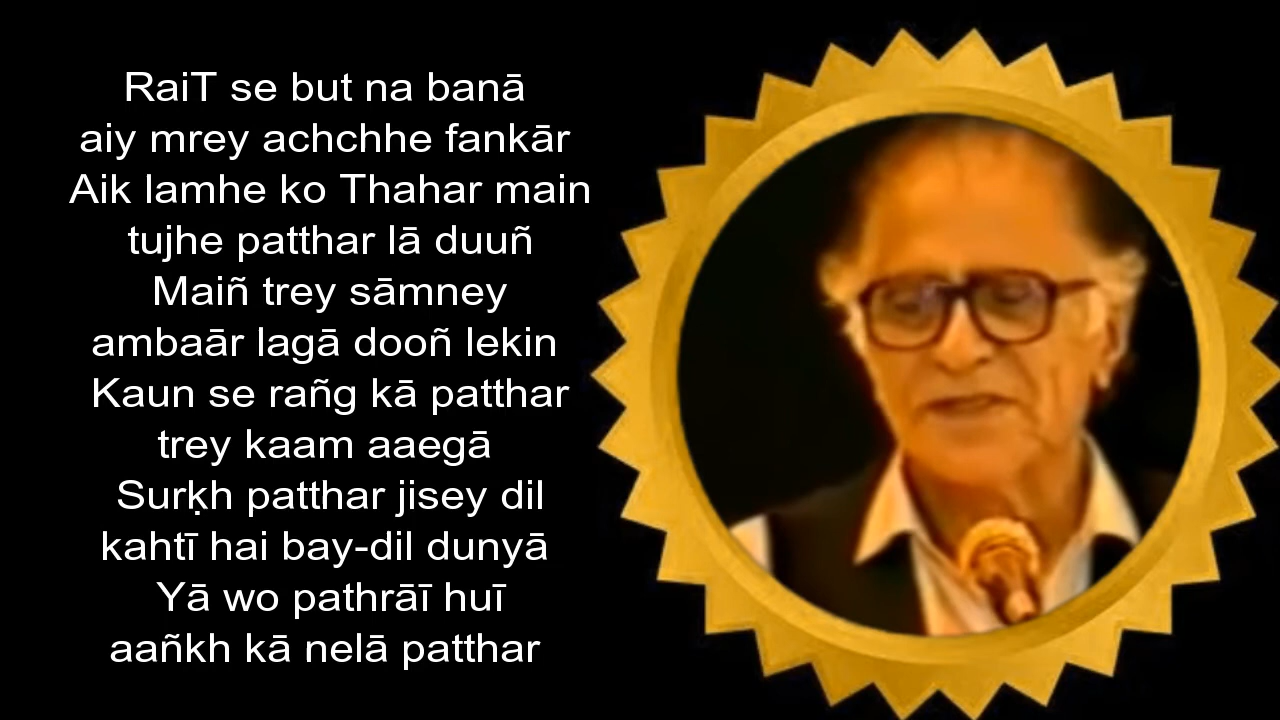 RaiT se but na banā
aiy mrey achchhe fankār
Aik lamhe ko Thahar main
tujhe patthar lā duuñ
Maiñ trey sāmney
ambaār lagā dooñ lekin
Kaun se rañg kā patthar
trey kaam aaegā
Surḳh patthar jisey dil
kahtī hai bay-dil dunyā
Yā wo pathrāī huī
aañkh kā nelā patthar